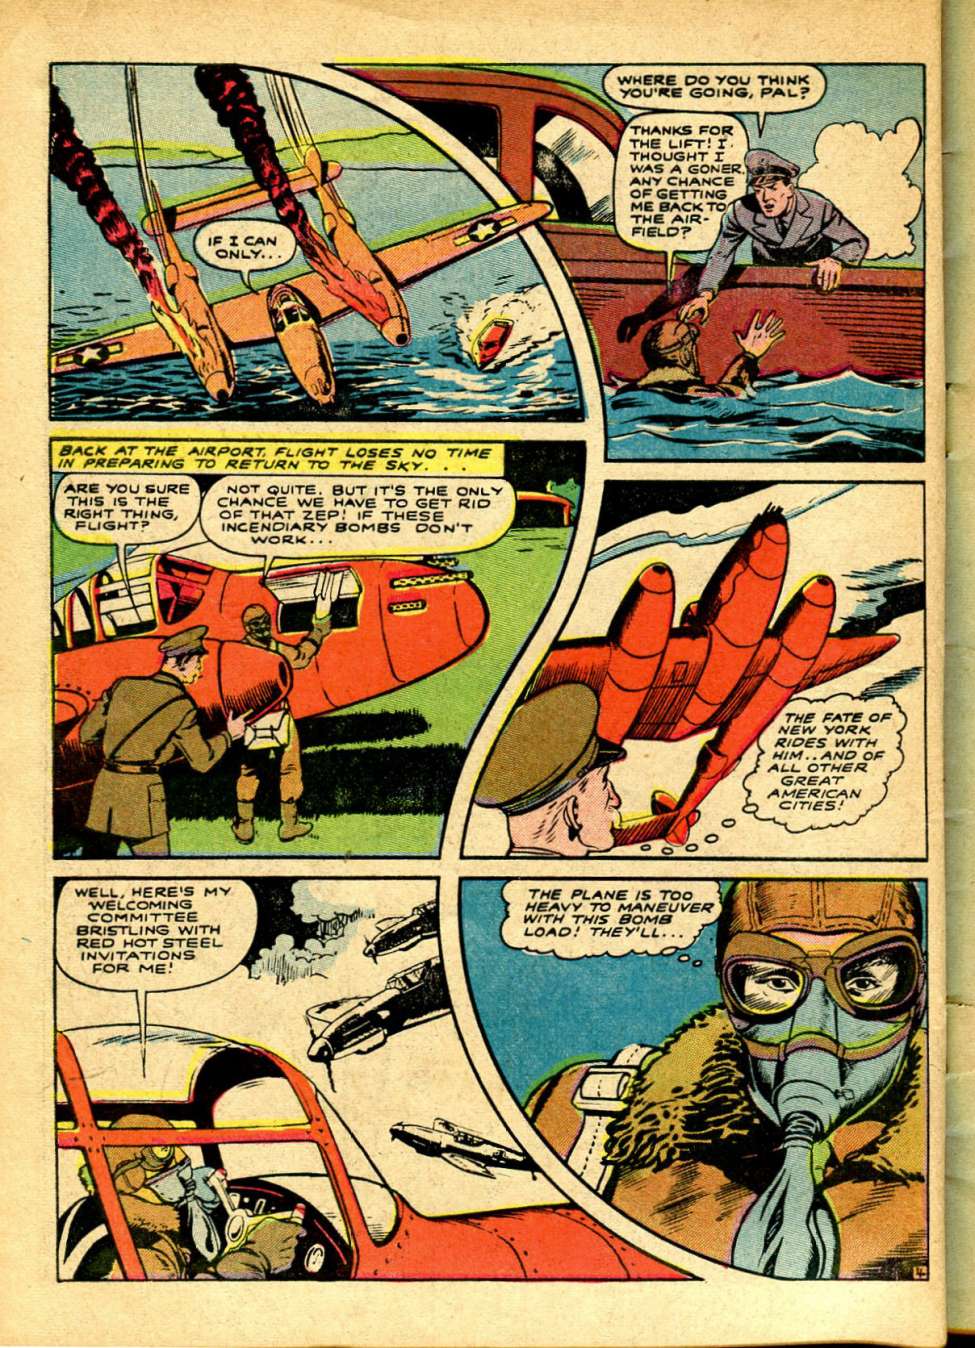 IF I CAN
ONLY...
WHERE DO YOU THINK
YOU'RE GOING, PAL?
THANKS FOR
THE LIFT! I
THOUGHT I
WAS A GONER.
ANY CHANCE
OF GETTING
ME BACK TO
THE AIR-
FIELD?
BACK AT THE AIRPORT, FLIGHT LOSES NO TIME
IN PREPARING TO RETURN TO THE SKY. . .
ARE YOU SURE
THIS IS THE
RIGHT THING,
FLIGHT?
NOT QUITE, BUT IT'S THE ONLY
CHANCE WE HAVE TO GET RID
OF THAT ZEP! IF THESE
INCENDIARY BOMBS DON'T
WORK...
THE FATE OF
NEW YORK
RIDES WITH
HIM...AND OF
ALL OTHER
GREAT
AMERICAN
CITIES!
WELL, HERE'S MY
WELCOMING
COMMITTEE
BRISTLING WITH
RED HOT STEEL
INVITATIONS
FOR ME!
THE PLANE IS TOO
HEAVY TO MANEUVER
WITH THIS BOMB
LOAD! THEY'LL...
4